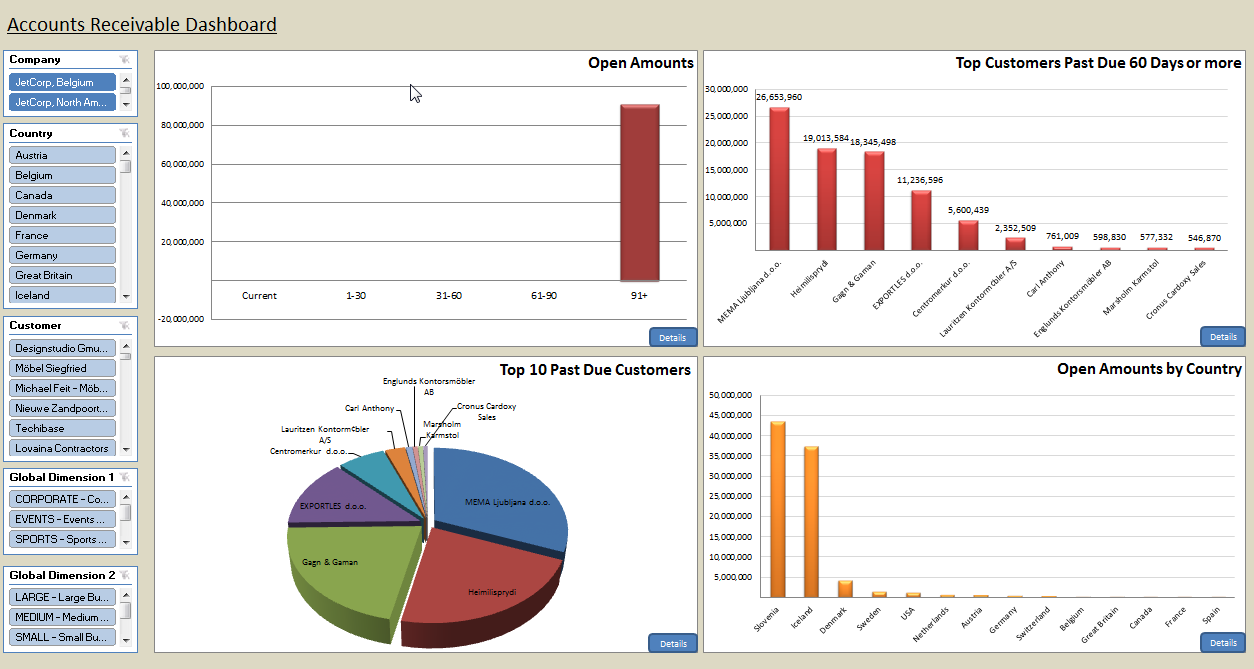 Accounts Receivable Dashboard
Company
JetCorp, Belgium
JetCorp, North Am...
Country
Austria
Belgium
Canada
Denmark
France
Germany
Great Britain
Iceland
Customer
Designstudio Gmu...
Möbel Siegfried
Michael Feit - Möb...
Nieuwe Zandpoort...
Techibase
Lovaina Contractors
Global Dimension 1
CORPORATE - Co...
EVENTS - Events ...
SPORTS - Sports ...
Global Dimension 2
LARGE - Large Bu...
MEDIUM - Medium ...
SMALL - Small Bu...
Open Amounts
100,000,000
80,000,000
60,000,000
40,000,000
20,000,000
-20,000,000
Current
1-30
31-60
61-90
91+
Details
Top Customers Past Due 60 Days or more
30,000,000
25,000,000
20,000,000
15,000,000
10,000,000
5,000,000
26,653,960
19,013,584
18,345,498
11,236,596
5,600,439
2,352,509
761,009
598,830
577,332
546,870
MEMA Ljubljana d.o.o.
Heimilisprydi
Gagn & Gaman
EXPORTLES d.o.o.
Centromerkur d.o.o.
Lauritzen Kontorm¢bler A/S
Carl Anthony
Englunds Kontorsmöbler AB
Marsholm Karmstol
Cronus Cardoxy Sales
Details
Top 10 Past Due Customers
Englunds Kontorsmöbler
AB
Carl Anthony
Cronus Cardoxy
Sales
Lauritzen Kontorm¢bler
A/S
Marsholm
Karmstol
Centromerkur d.o.o.
EXPORTLES d.o.o.
MEMA Ljubljana d.o.o.
Gagn & Gaman
Heimilisprydi
Details
Open Amounts by Country
50,000,000
45,000,000
40,000,000
35,000,000
30,000,000
25,000,000
20,000,000
15,000,000
10,000,000
5,000,000
Slovenia
Iceland
Denmark
Sweden
USA
Netherlands
Austria
Germany
Switzerland
Belgium
Great Britain
Canada
France
Spain
Details